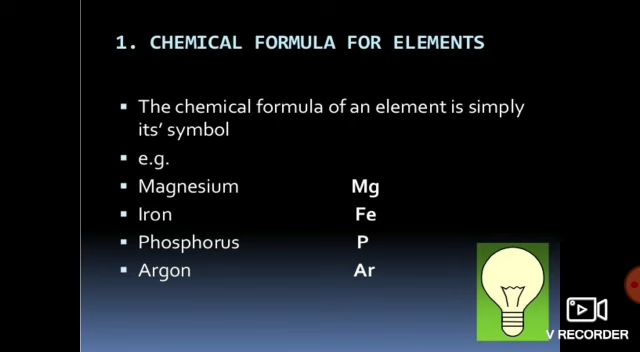 1. CHEMICAL FORMULA FOR ELEMENTS
▪ The chemical formula of an element is simply
its’ symbol
▪ e.g.
▪ Magnesium Mg
▪ Iron Fe
▪ Phosphorus P
▪ Argon Ar
V RECORDER